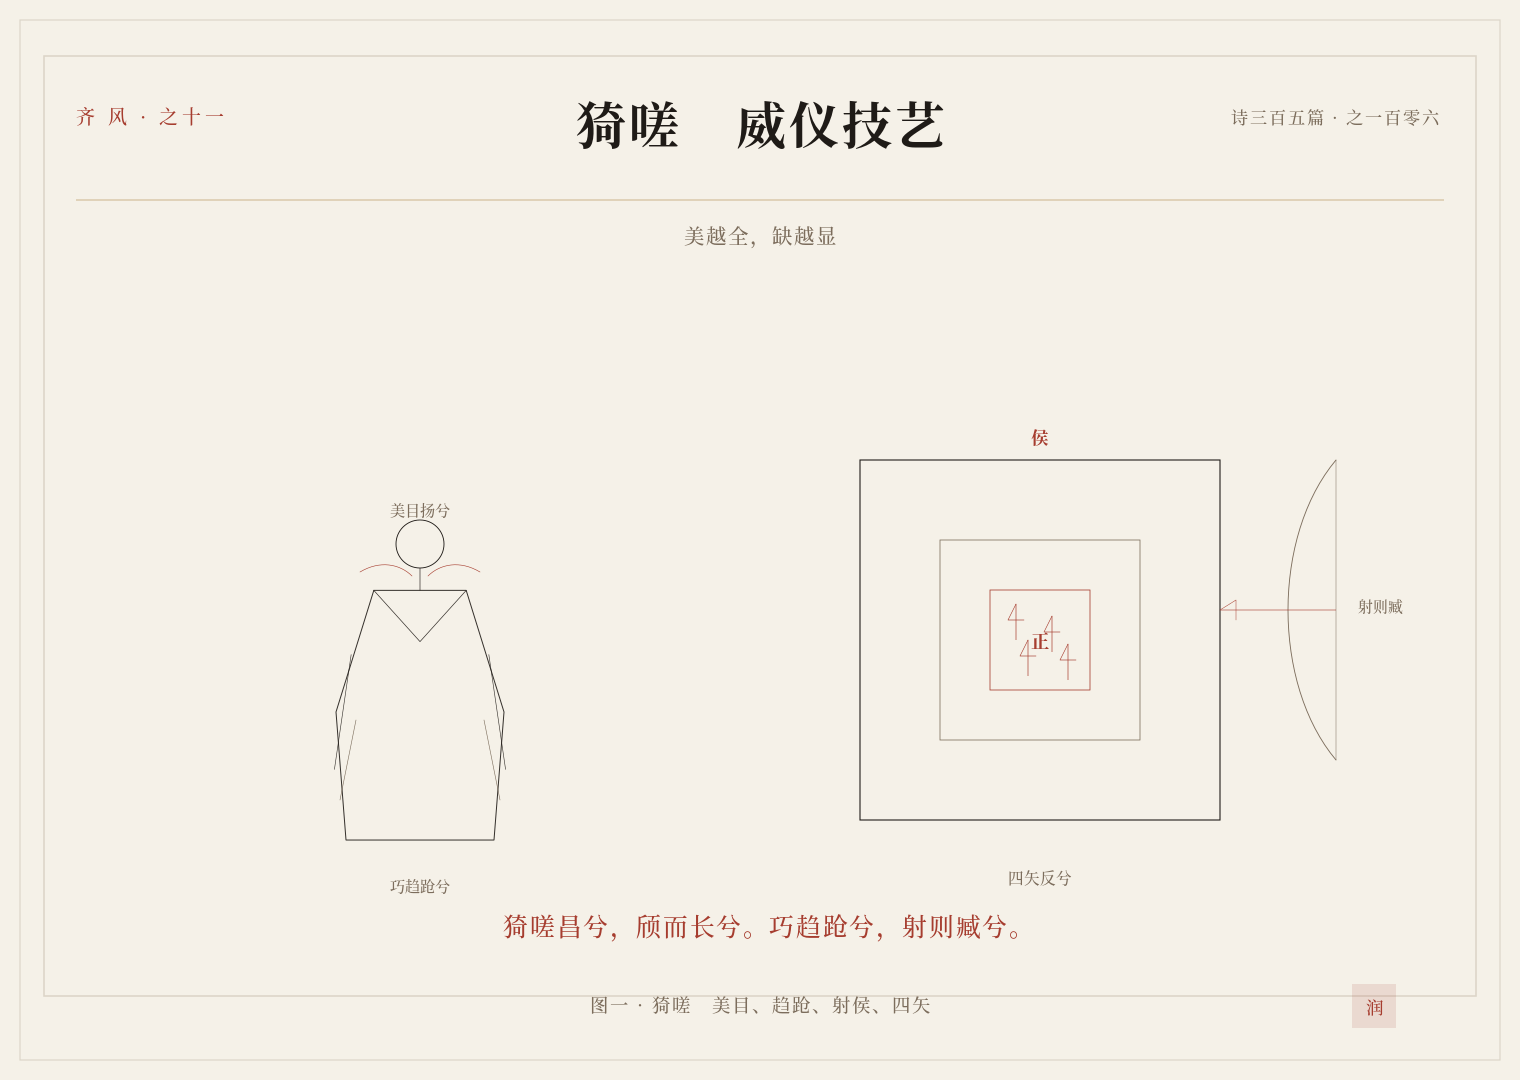 齐 风 · 之十一
猗嗟　威仪技艺
诗三百五篇 · 之一百零六
美越全，缺越显
侯
美目扬兮
射则臧
正
四矢反兮
巧趋跄兮
猗嗟昌兮，颀而长兮。巧趋跄兮，射则臧兮。
图一 · 猗嗟　美目、趋跄、射侯、四矢
润